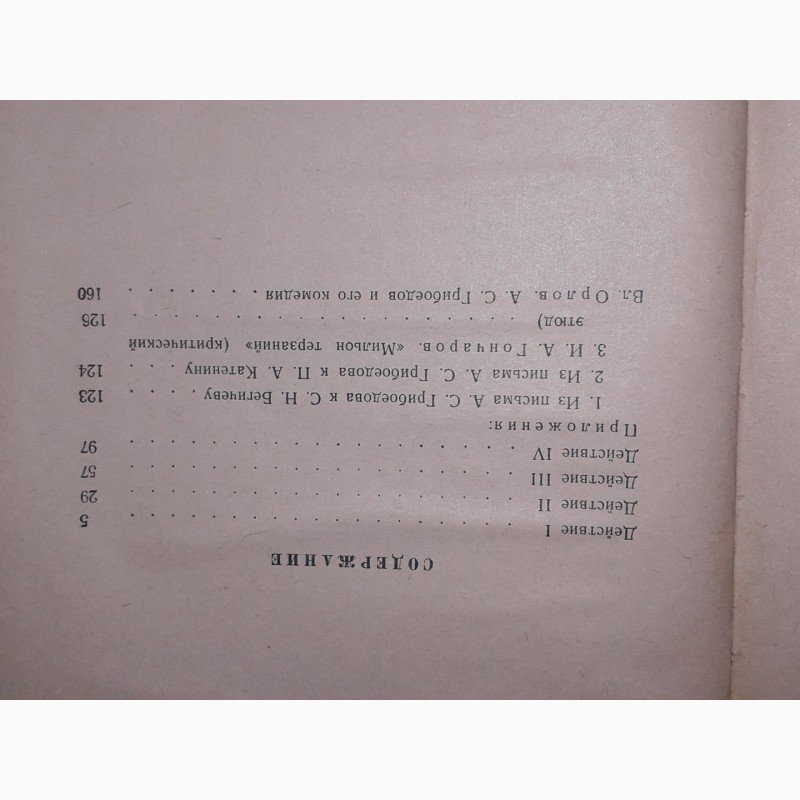 СОДЕРЖАНИЕ
Действие I . . . . . . . . . . . . . . . . . 5
Действие II . . . . . . . . . . . . . . . . . 29
Действие III . . . . . . . . . . . . . . . . . 57
Действие IV . . . . . . . . . . . . . . . . . 97
Приложения:
1. Из письма А. С. Грибоедова к С. Н. Бегичеву . . . . 123
2. Из письма А. С. Грибоедова к П. А. Катенину . . . 124
3. И. А. Гончаров. «Мильон терзаний» (критический
этюд) . . . . . . . . . . . . . . . . . . 126
Вл. Орлов. А. С. Грибоедов и его комедия . . . . . . . 160